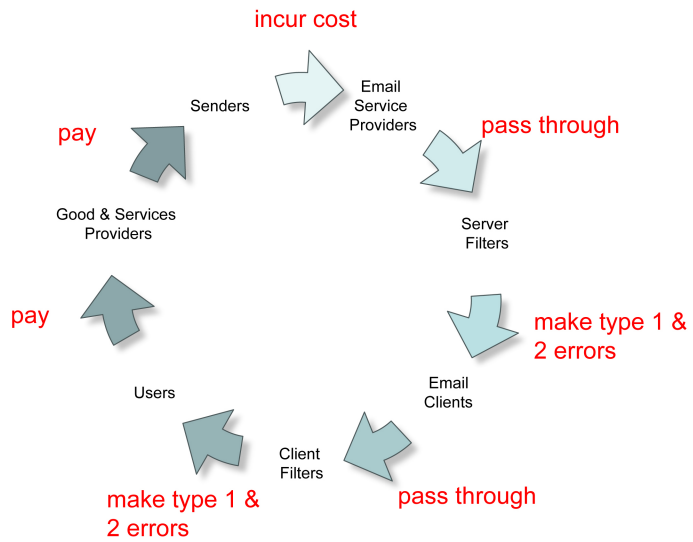 incur cost
Senders
Email
Service
Providers
pass through
pay
Good & Services
Providers
Server
Filters
pay
make type 1 &
2 errors
Users
Email
Clients
Client
Filters
make type 1 &
2 errors
pass through